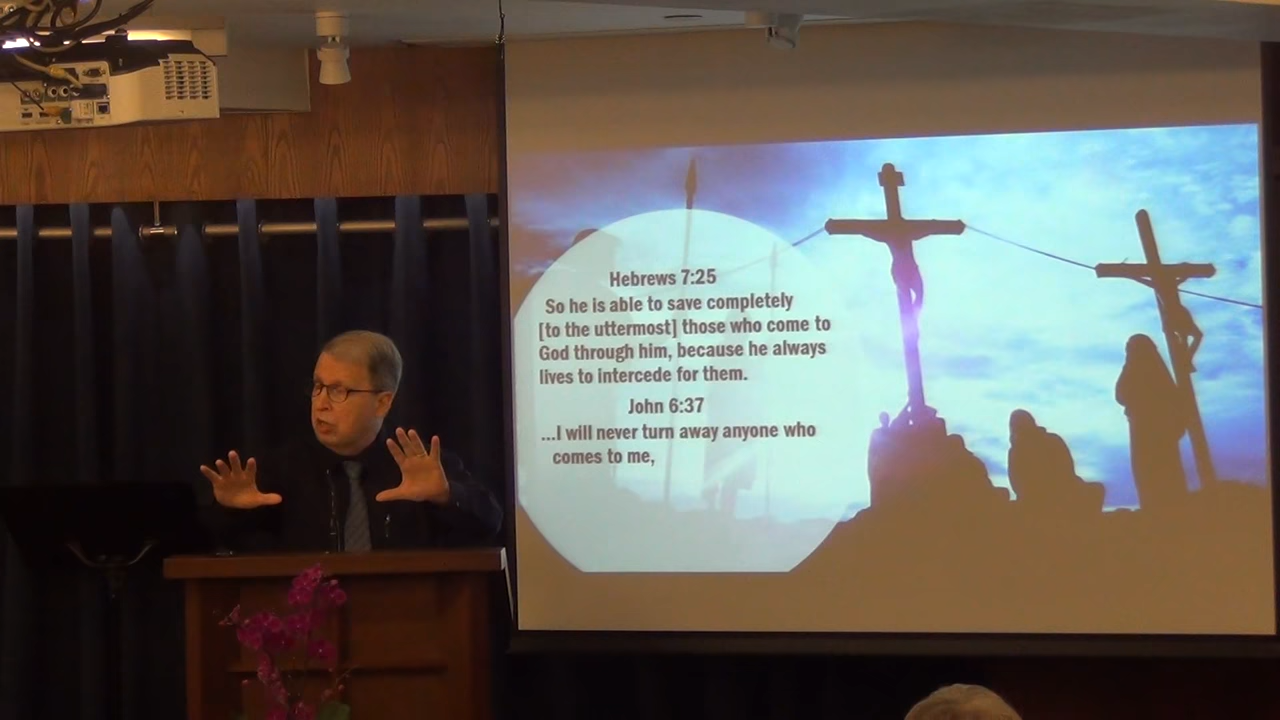 Hebrews 7:25
So he is able to save completely
[to the uttermost] those who come to
God through him, because he always
lives to intercede for them.
John 6:37
...I will never turn away anyone who
comes to me,